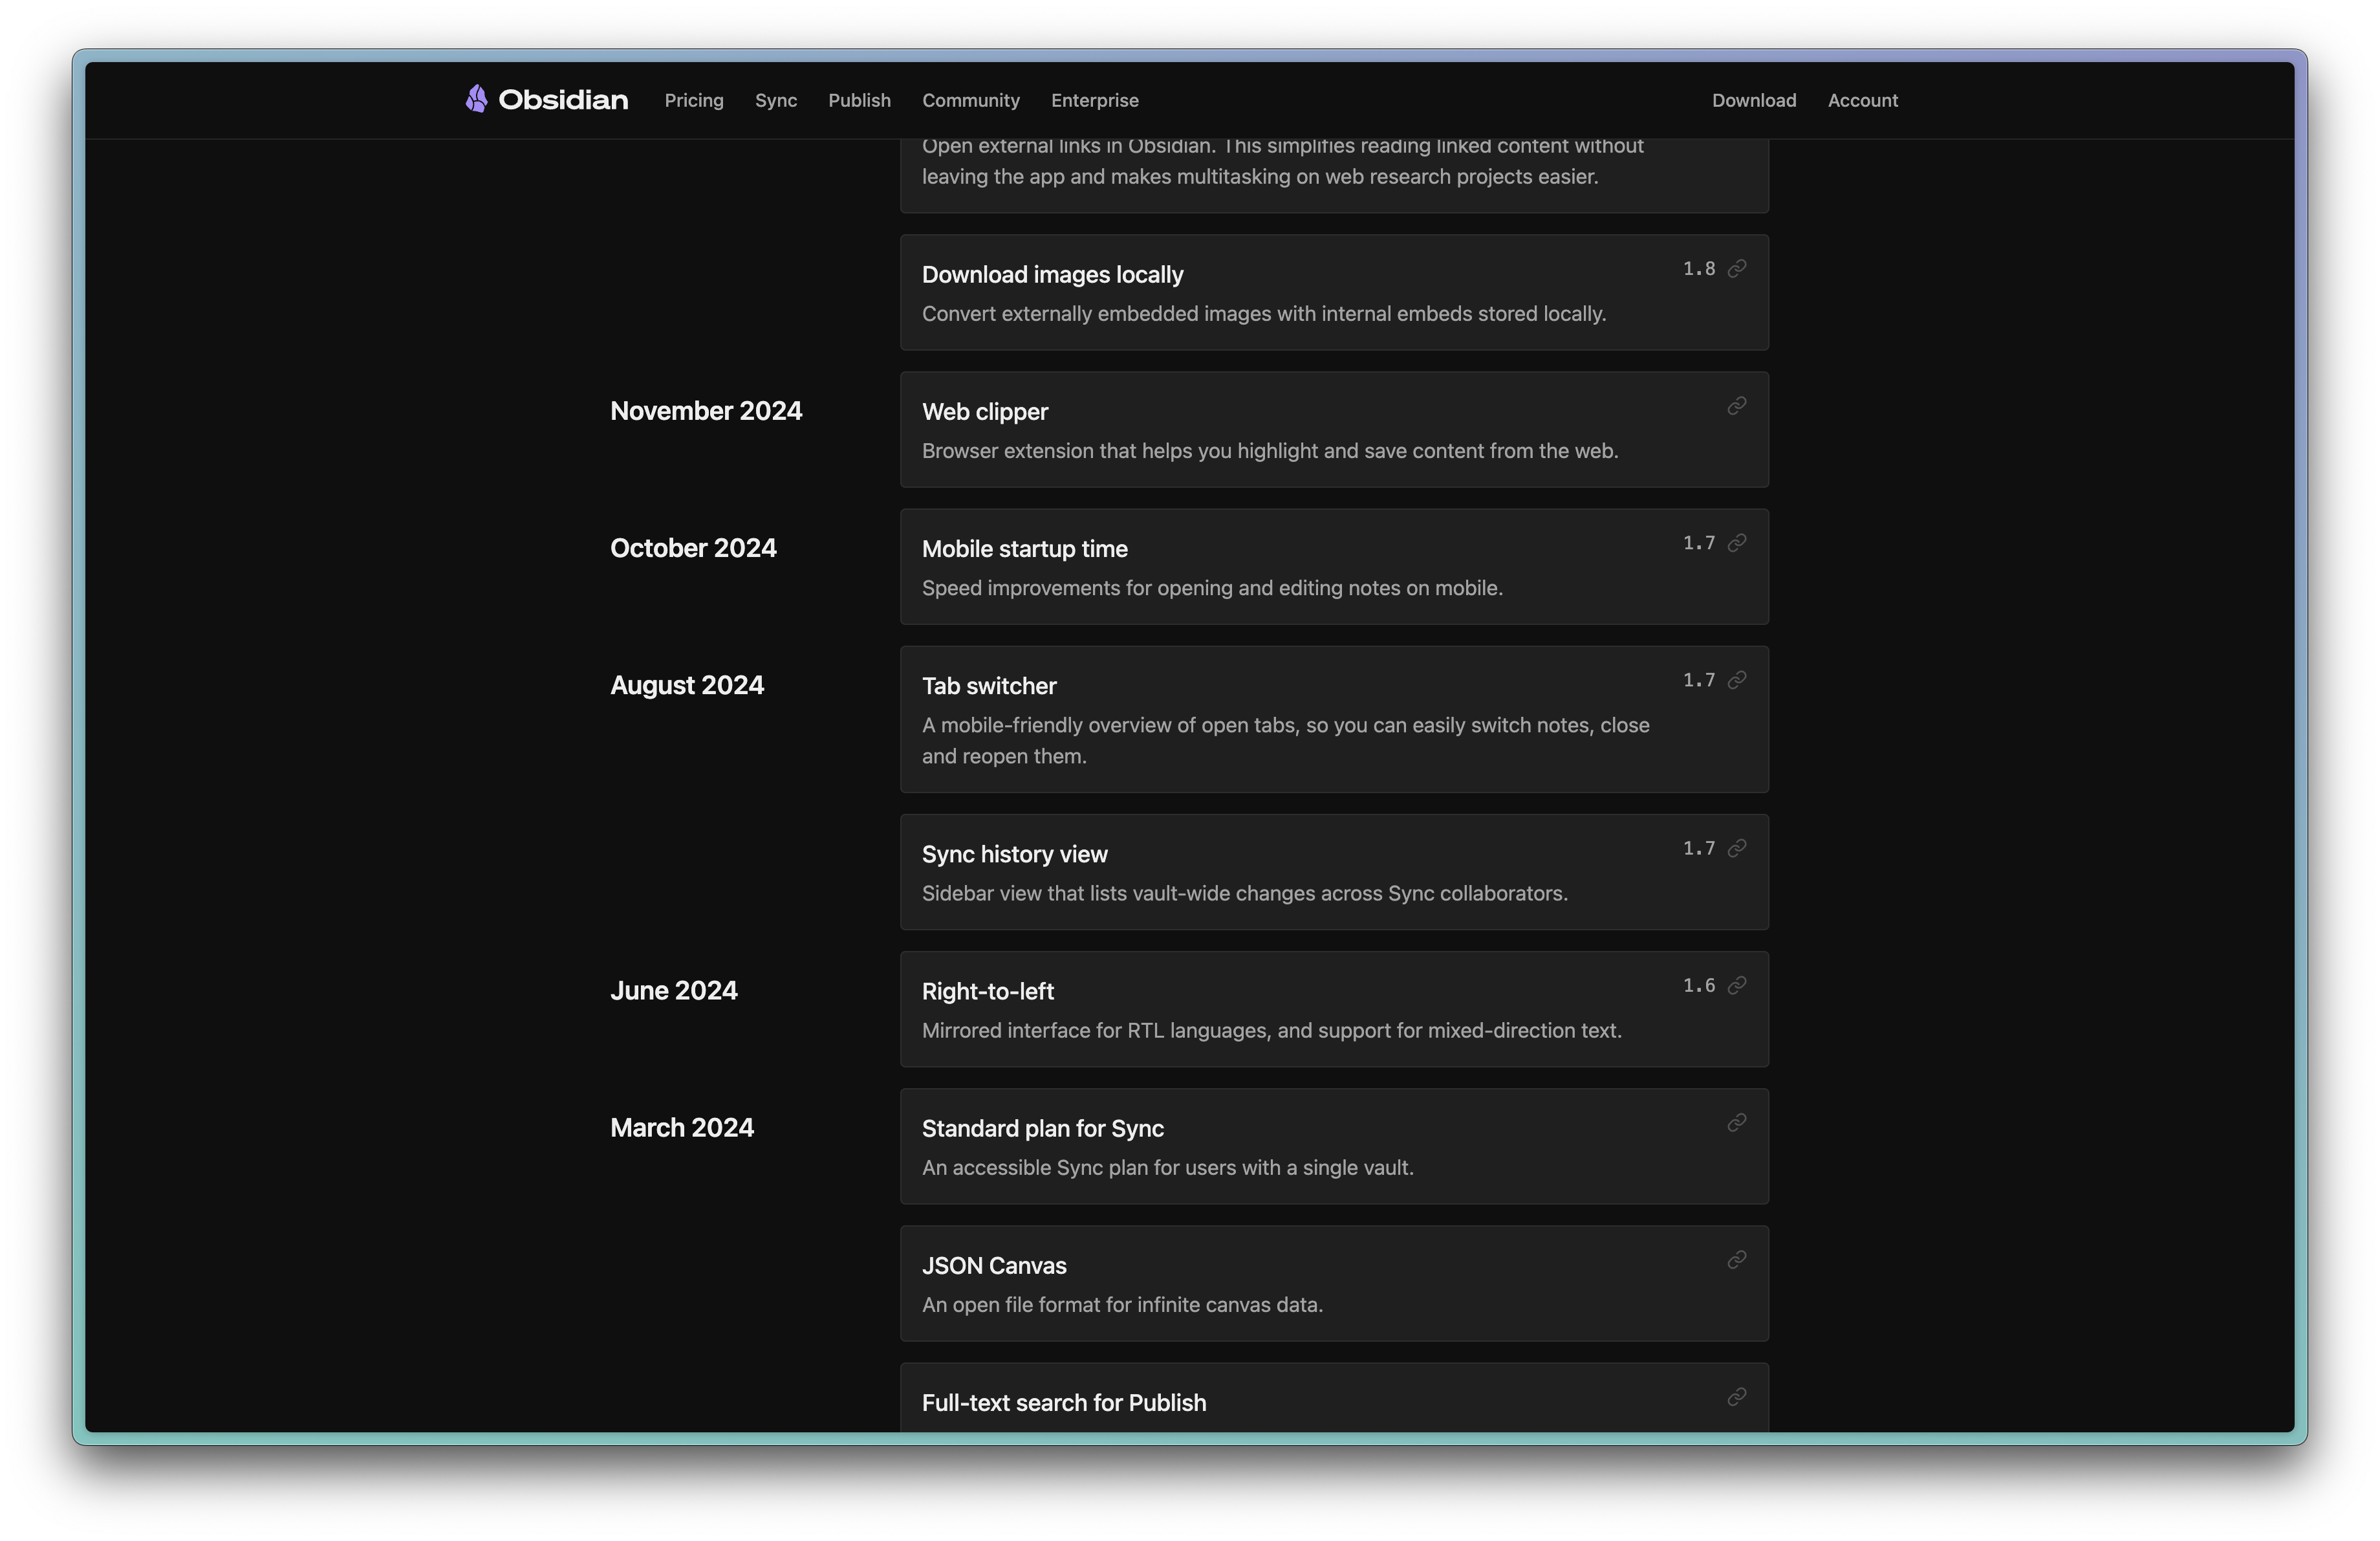 Obsidian Pricing Sync Publish Community Enterprise Download Account
Open external links in Obsidian. This simplifies reading linked content without
leaving the app and makes multitasking on web research projects easier.
Download images locally 1.8
Convert externally embedded images with internal embeds stored locally.
November 2024
Web clipper
Browser extension that helps you highlight and save content from the web.
October 2024
Mobile startup time 1.7
Speed improvements for opening and editing notes on mobile.
August 2024
Tab switcher 1.7
A mobile-friendly overview of open tabs, so you can easily switch notes, close
and reopen them.
Sync history view 1.7
Sidebar view that lists vault-wide changes across Sync collaborators.
June 2024
Right-to-left 1.6
Mirrored interface for RTL languages, and support for mixed-direction text.
March 2024
Standard plan for Sync
An accessible Sync plan for users with a single vault.
JSON Canvas
An open file format for infinite canvas data.
Full-text search for Publish